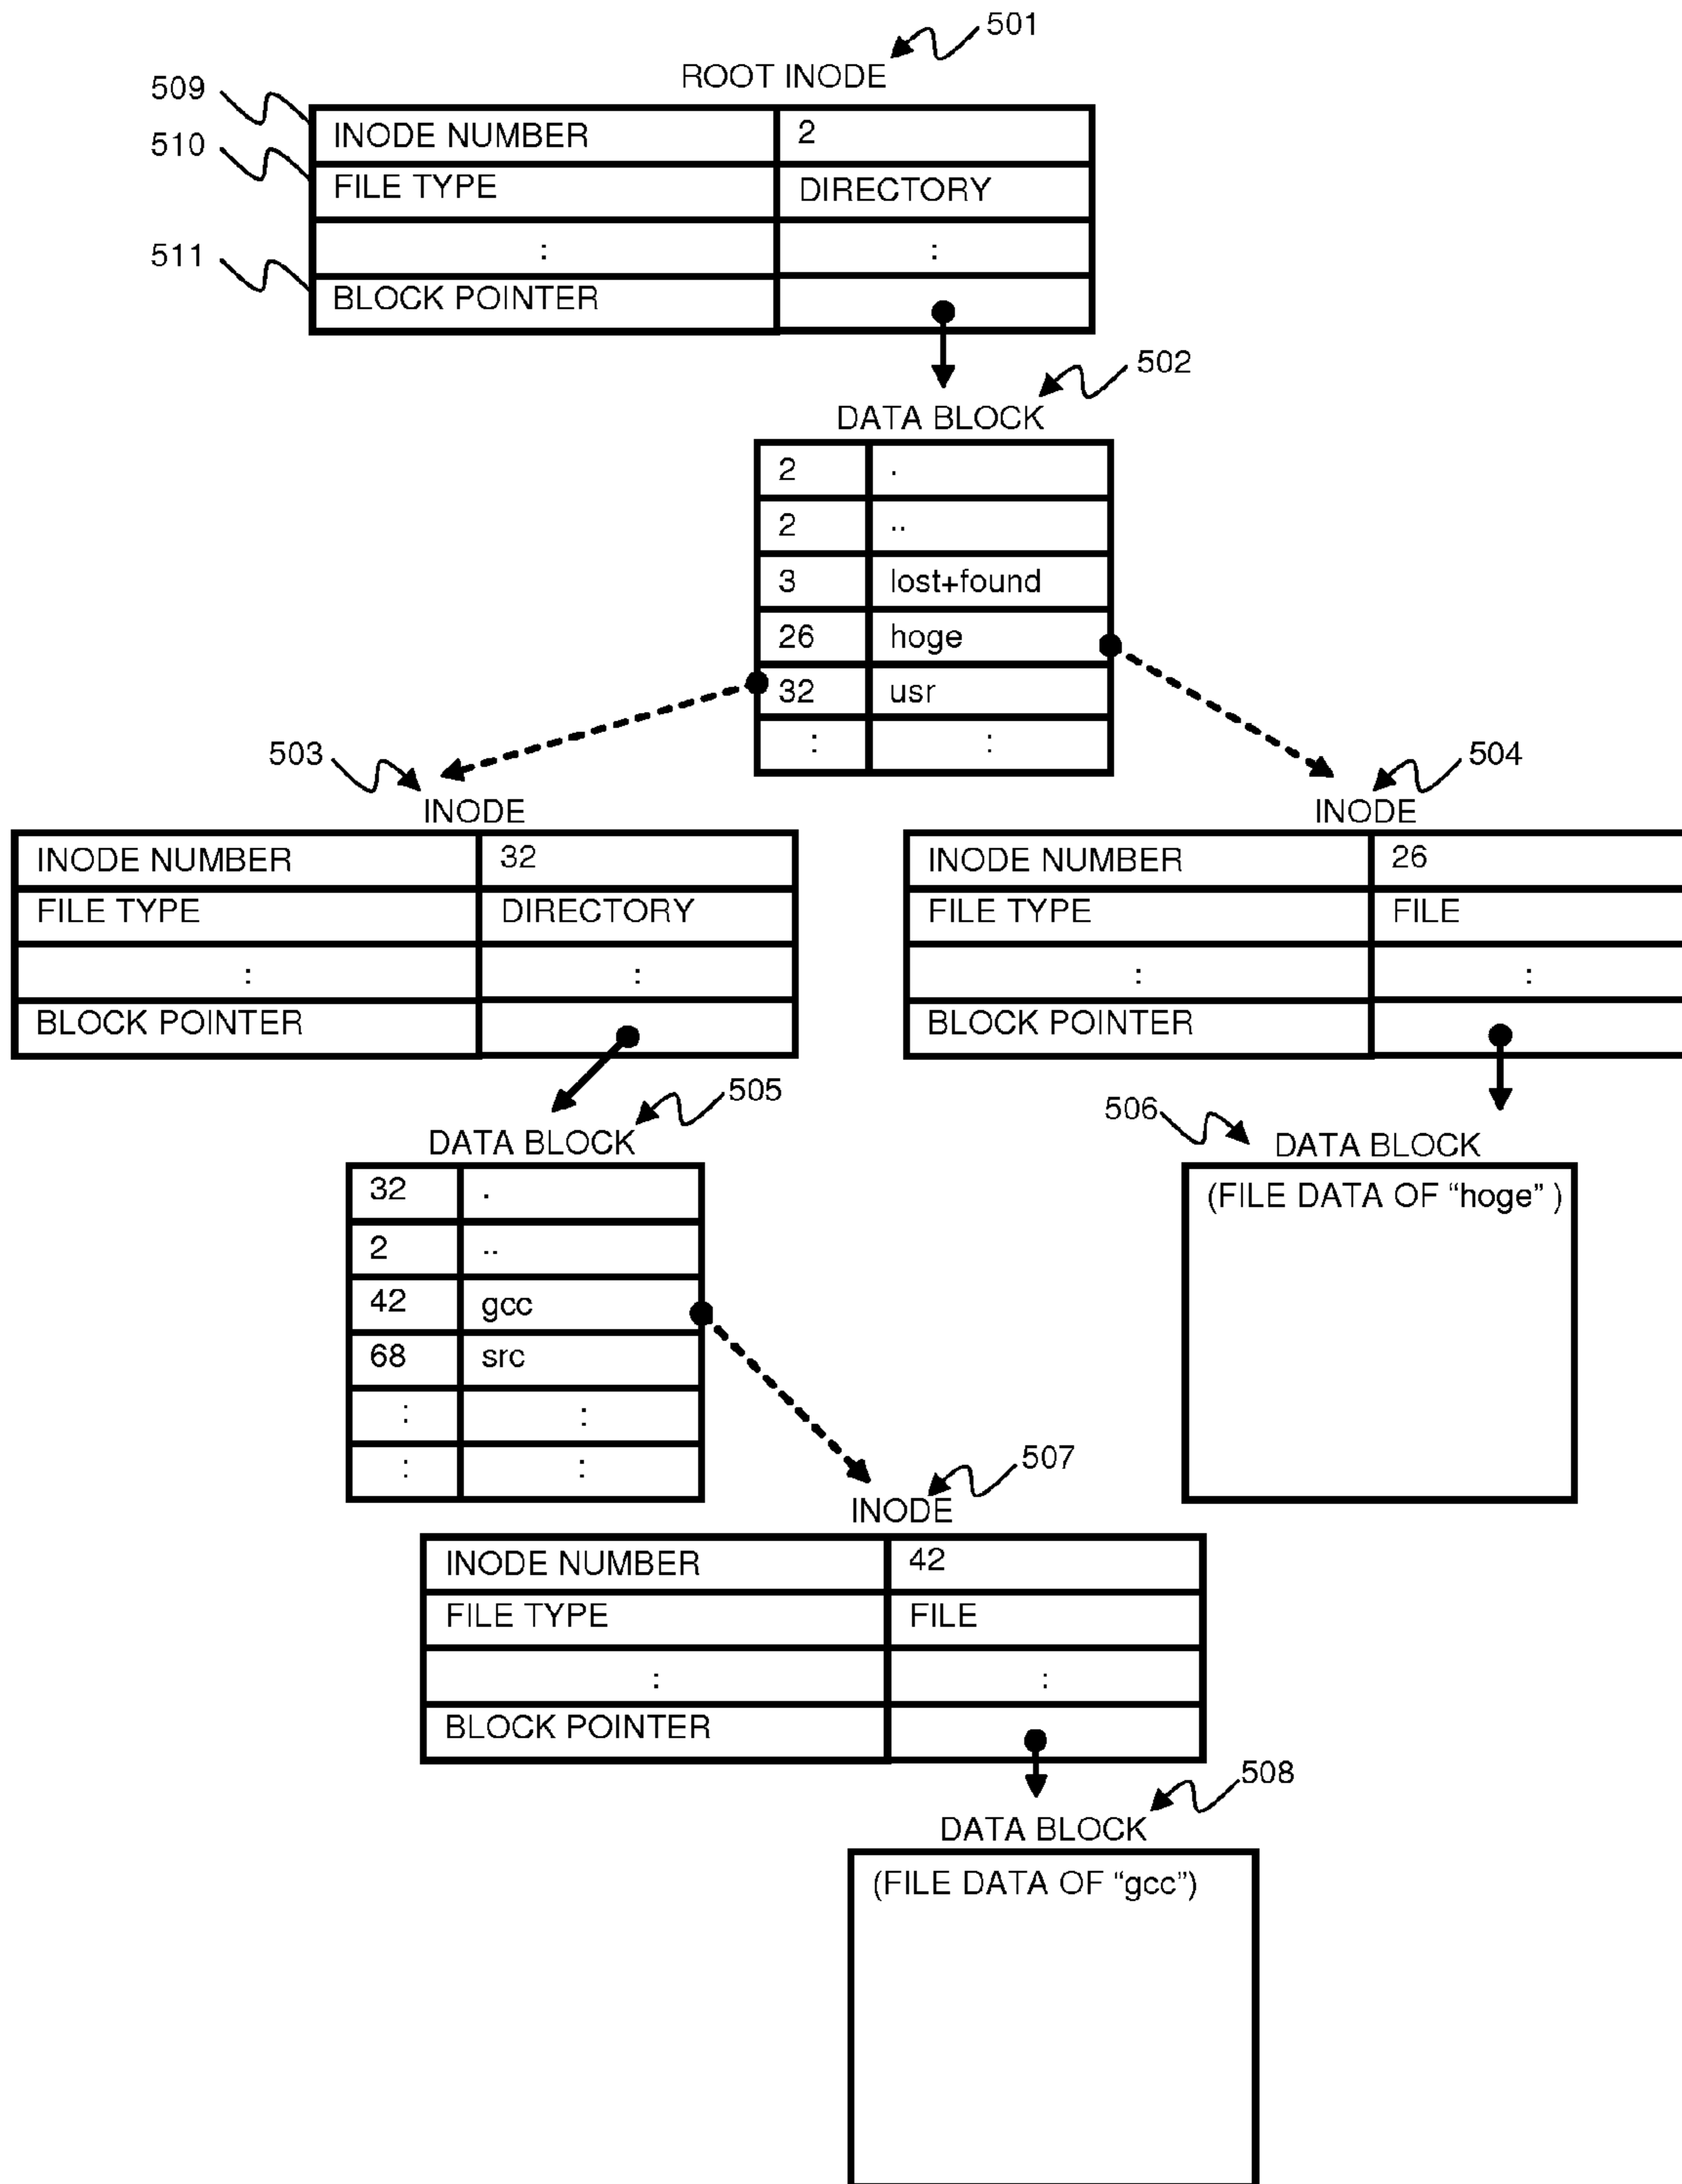 501
ROOT INODE
509
INODE NUMBER 2
510
FILE TYPE DIRECTORY
: :
511
BLOCK POINTER
502
DATA BLOCK
2 .
2 ..
3 lost+found
26 hoge
32 usr
: :
503
INODE
INODE NUMBER 32
FILE TYPE DIRECTORY
: :
BLOCK POINTER
504
INODE
INODE NUMBER 26
FILE TYPE FILE
: :
BLOCK POINTER
505
DATA BLOCK
32 .
2 ..
42 gcc
68 src
: :
: :
506
DATA BLOCK
(FILE DATA OF “hoge” )
507
INODE
INODE NUMBER 42
FILE TYPE FILE
: :
BLOCK POINTER
508
DATA BLOCK
(FILE DATA OF “gcc”)